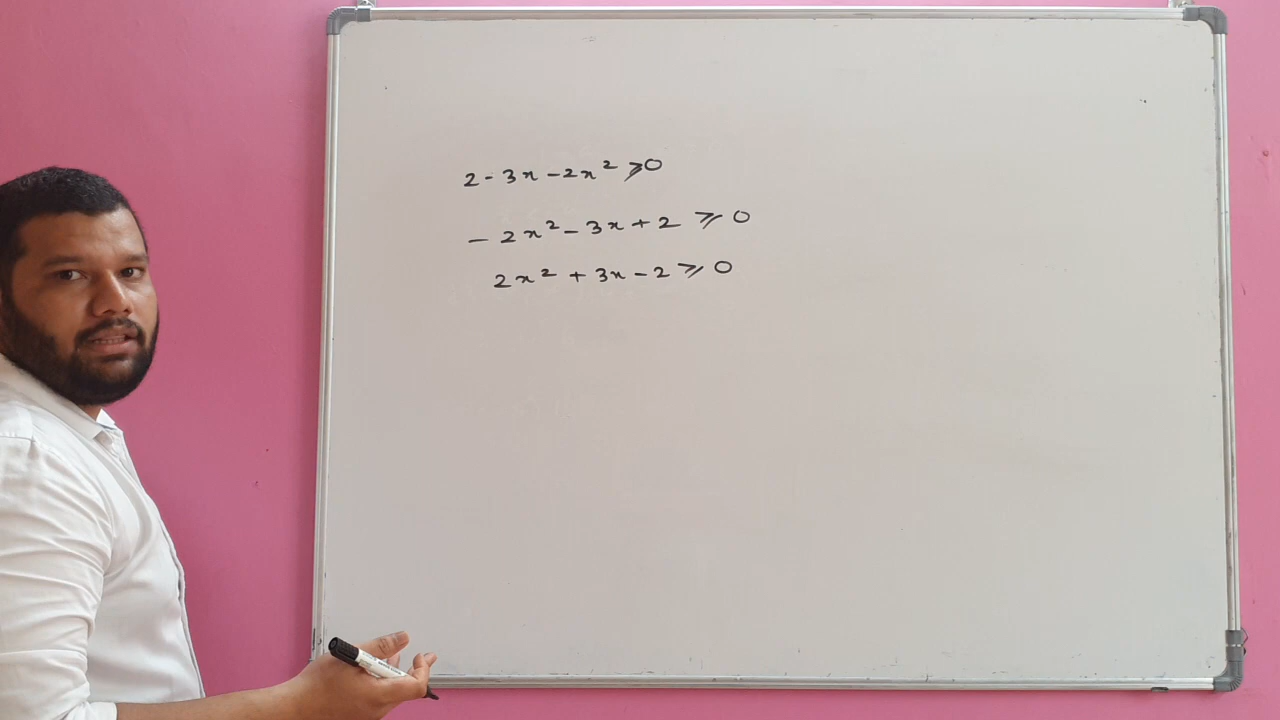 2 - 3x - 2x² ⩾ 0
- 2x² - 3x + 2 ⩾ 0
2x² + 3x - 2 ⩾ 0